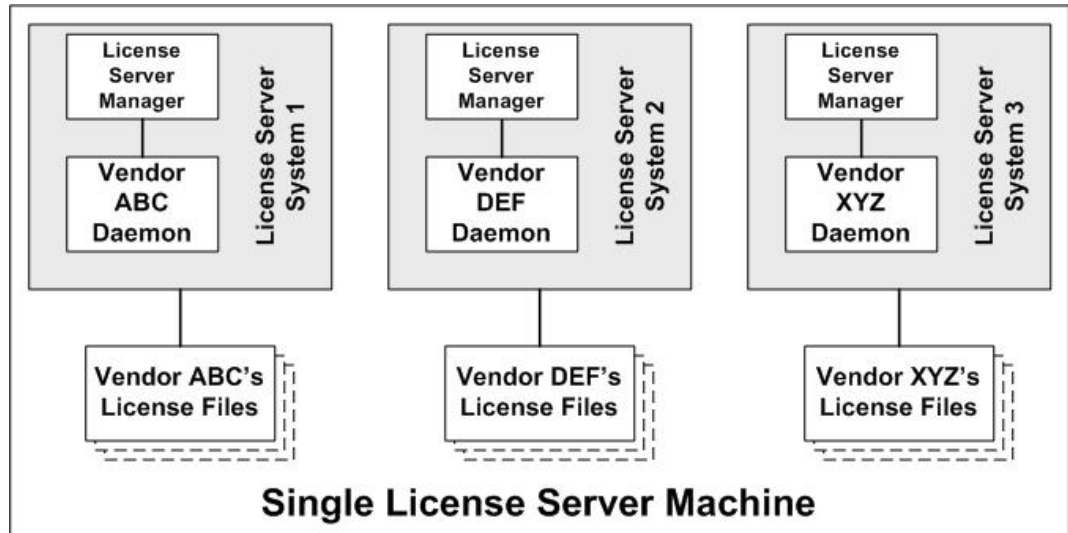 License
Server
Manager
Vendor
ABC
Daemon
License Server
System 1
Vendor ABC's
License Files
License
Server
Manager
Vendor
DEF
Daemon
License Server
System 2
Vendor DEF's
License Files
License
Server
Manager
Vendor
XYZ
Daemon
License Server
System 3
Vendor XYZ's
License Files
Single License Server Machine